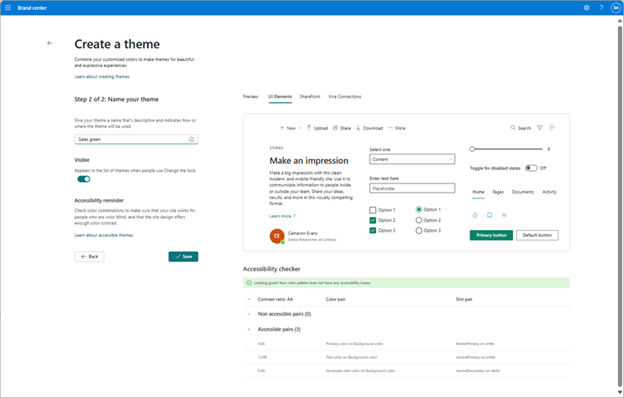 Brand center
?
EA
Create a theme
Combine your customized colors to make themes for beautiful
and expressive experiences.
Learn about creating themes
Step 2 of 2: Name your theme
Give your theme a name that's descriptive and indicates how or
where the theme will be used.
Sales green
Visible
Appears in the list of themes when people use Change the look.
Accessibility reminder
Check color combinations to make sure that your site works for
people who are color blind, and that the site design offers
enough color contrast.
Learn about accessible themes
Back
Save
Preview: UI Elements SharePoint Viva Connections
New Upload Share Download More
Search
STORIES
Make an impression
Make a big impression with this clean
modern, and mobile-friendly site. Use it to
communicate information to people inside
or outside your team. Share your ideas,
results, and more in this visually compelling
format.
Learn more
CE
Cameron Evans
Senior Researcher at Contoso
Select one
Content
Enter text here
Placeholder
Option 1 Option 1
Option 2 Option 2
Option 3 Option 3
Toggle for disabled states Off
Home Pages Documents Activity
Primary button Default button
Accessibility checker
Looking good! Your color palette does not have any accessibility issues.
Contrast ratio: AA Color pair Slot pair
Non accessible pairs (0)
Accessible pairs (3)
Primary color on Background color themePrimary on white
Text color on Background color neutralPrimary on white
Secondary text color on Background color neutralSecondary on white